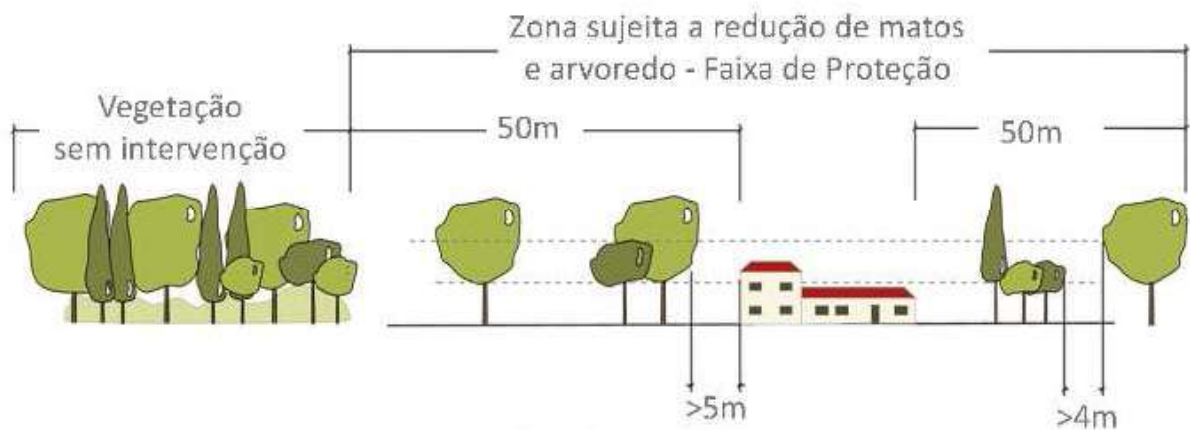 Zona sujeita a redução de matos
e arvoredo - Faixa de Proteção
Vegetação
sem intervenção
50m
50m
>5m
>4m